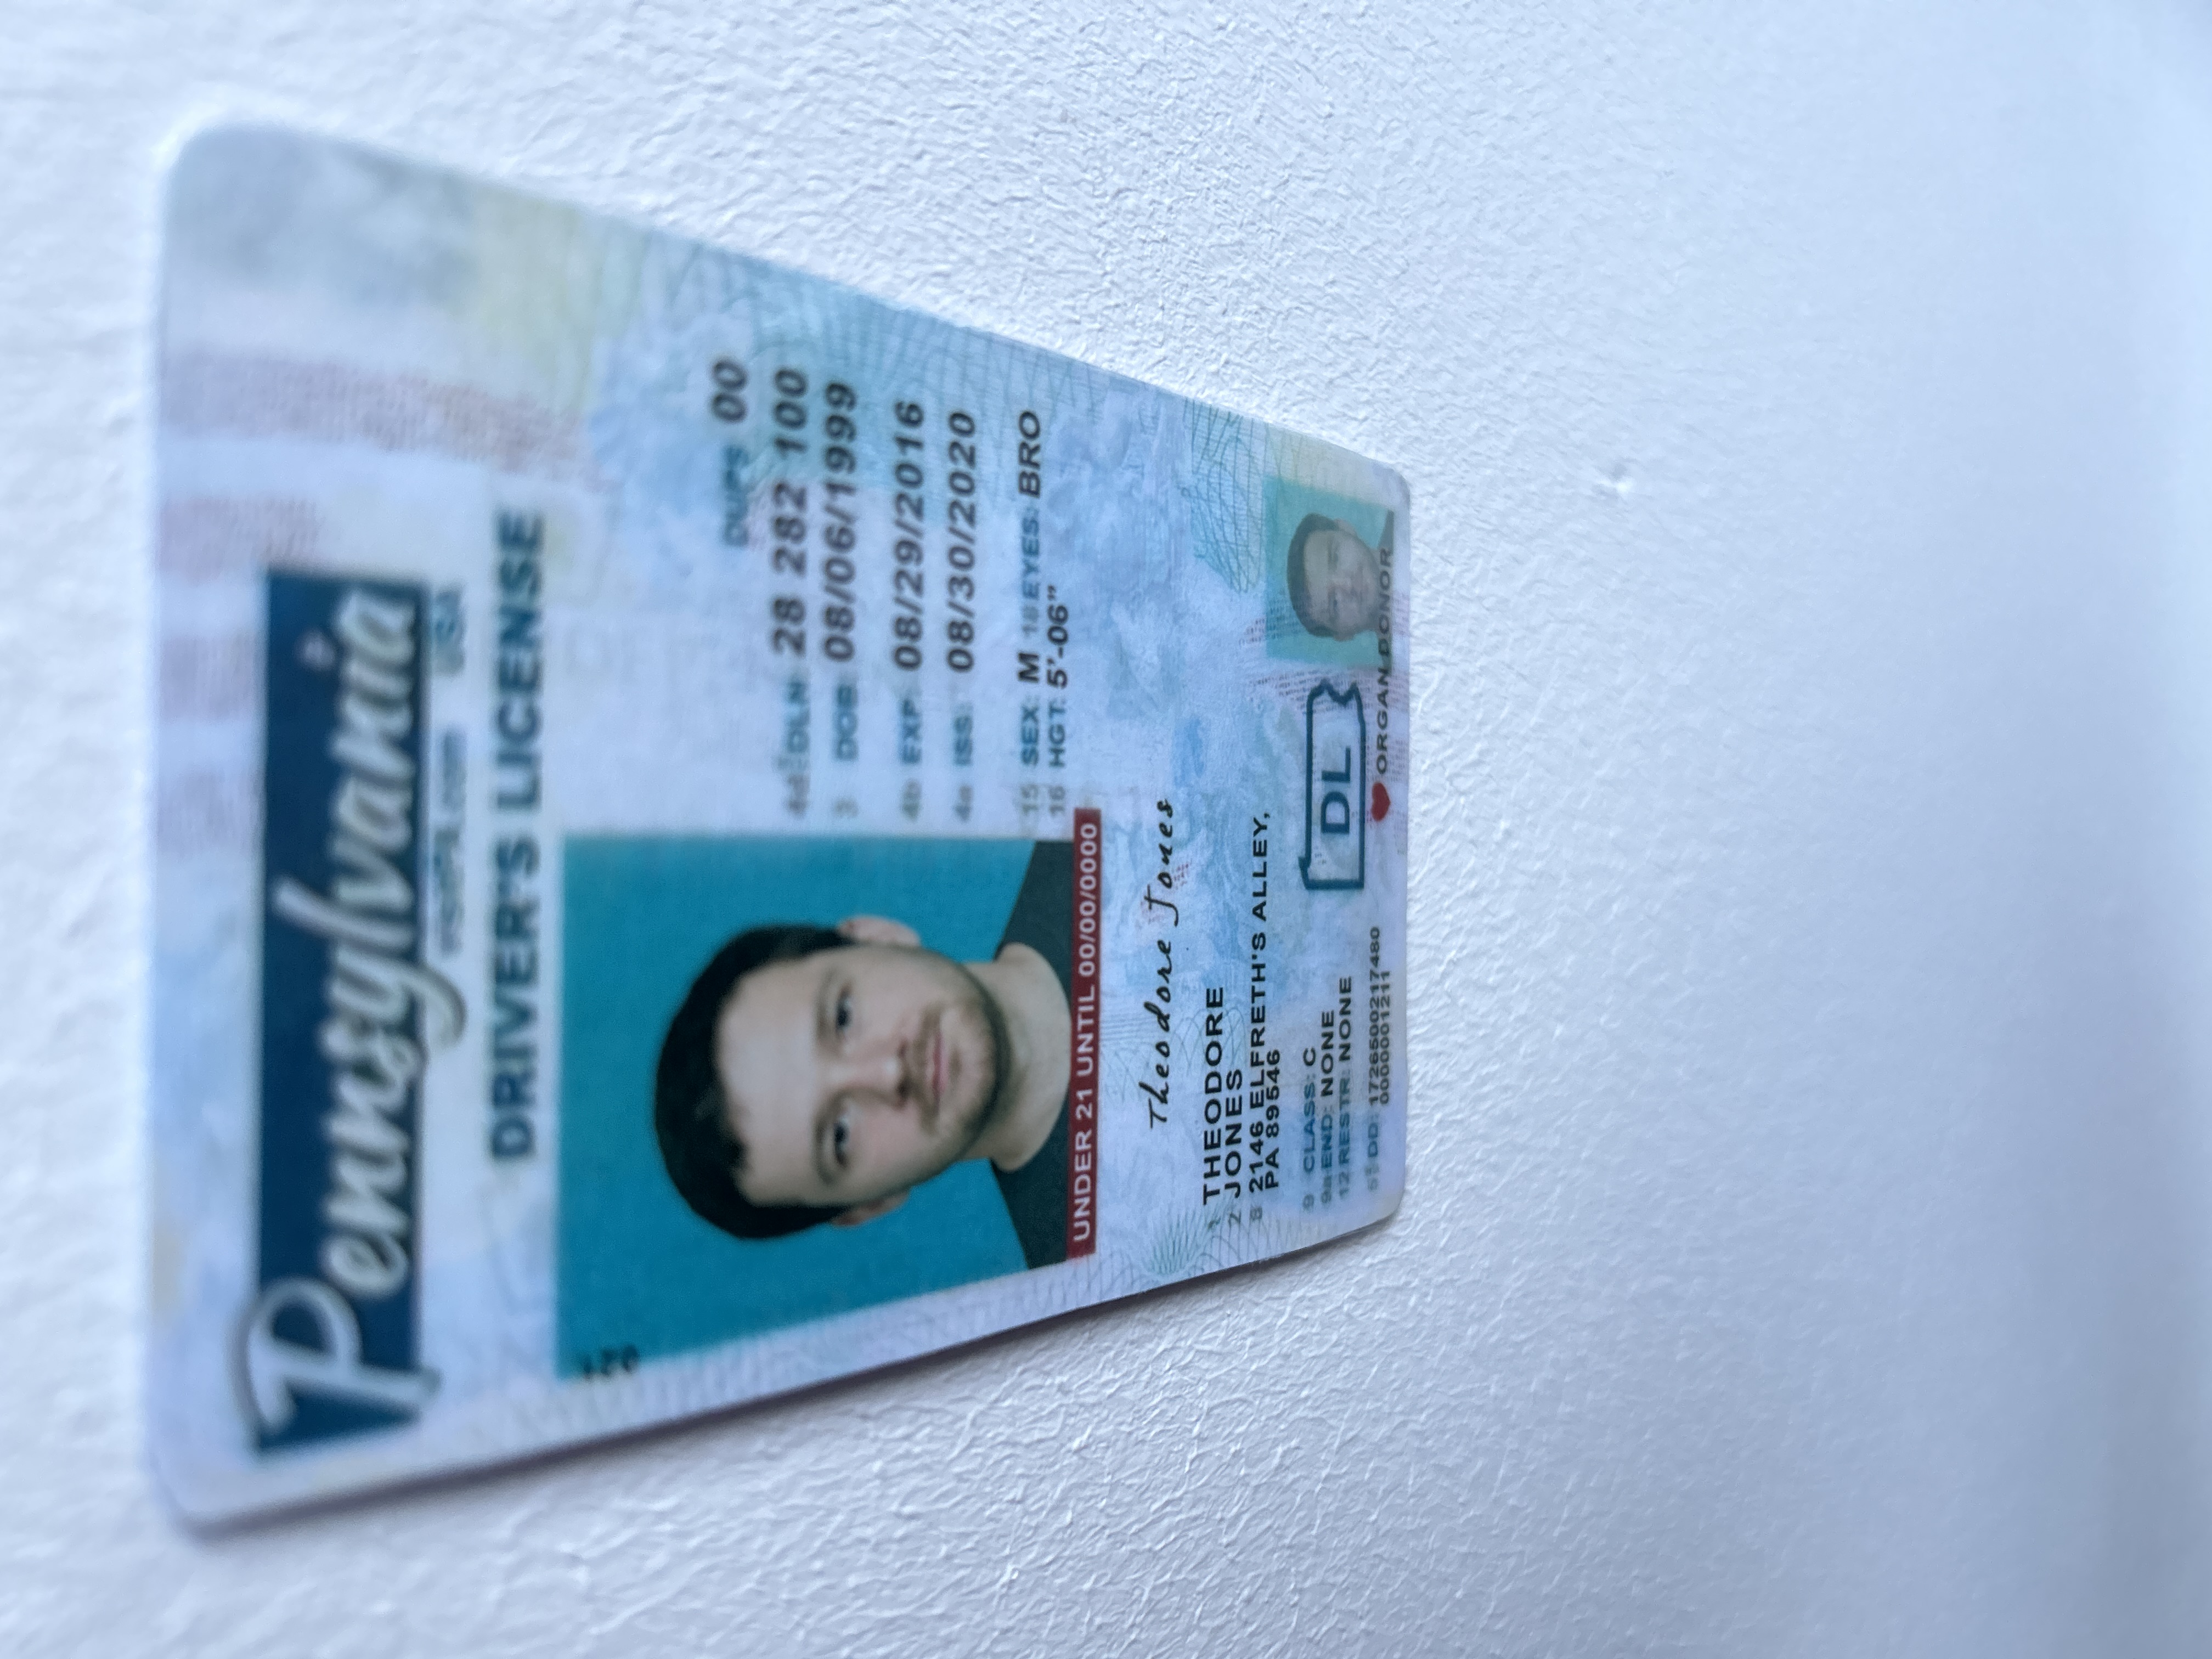 Pennsylvania
visitPA.com USA
DRIVER'S LICENSE
DUPS 00
4d DLN: 28 282 100
3 DOB: 08/06/1999
4b EXP: 08/29/2016
4a ISS: 08/30/2020
15 SEX: M 18 EYES: BRO
16 HGT: 5'-06"
UNDER 21 UNTIL 00/00/0000
Theodore Jones
1 THEODORE
2 JONES
8 2146 ELFRETH'S ALLEY,
PA 89546
9 CLASS: C
9a END: NONE
12 RESTR: NONE
5 DD: 1726500217480
0000001211
DL
ORGAN DONOR